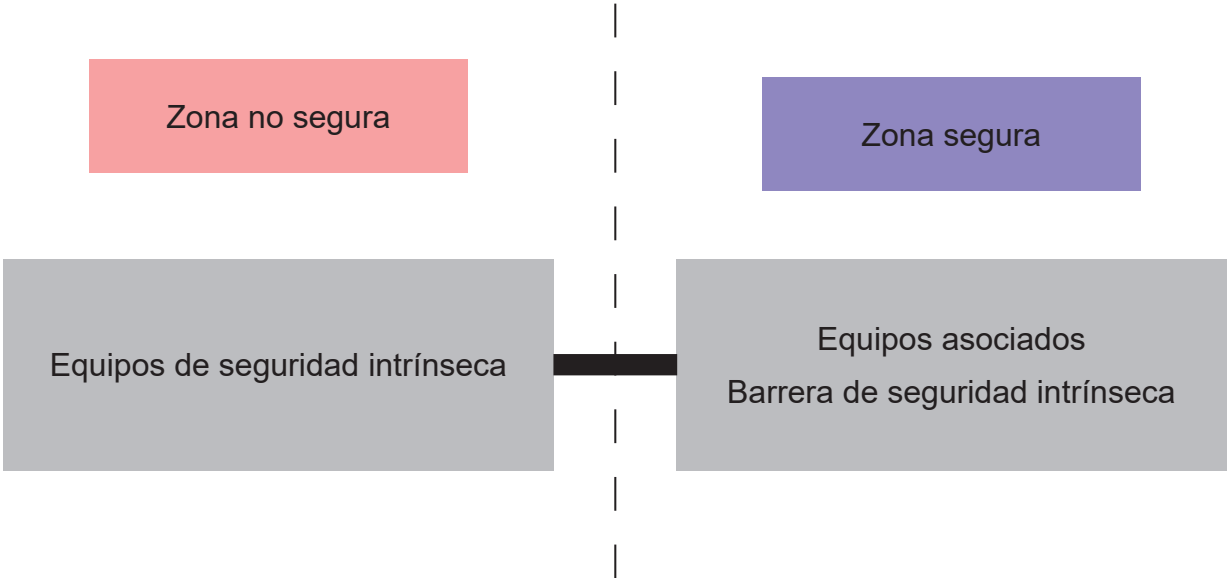 Zona no segura
Zona segura
Equipos de seguridad intrínseca
Equipos asociados
Barrera de seguridad intrínseca